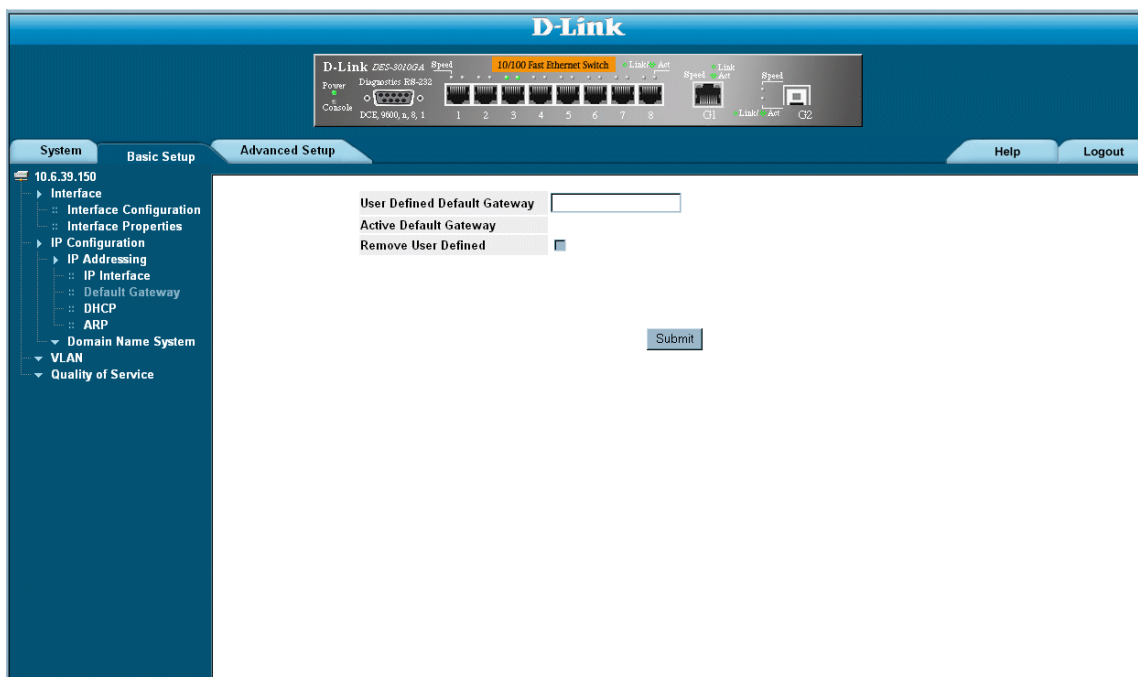 D-Link
D-Link DES-3010GA Speed 10/100 Fast Ethernet Switch Link/ Act
Power Diagnostics RS-232
Console
DCE, 9600, n, 8, 1
1 2 3 4 5 6 7 8
Speed Link
Act
G1
Speed
Link/ Act G2
System
Basic Setup
Advanced Setup
Help
Logout
10.6.39.150
Interface
Interface Configuration
Interface Properties
IP Configuration
IP Addressing
IP Interface
Default Gateway
DHCP
ARP
Domain Name System
VLAN
Quality of Service
User Defined Default Gateway
Active Default Gateway
Remove User Defined
Submit